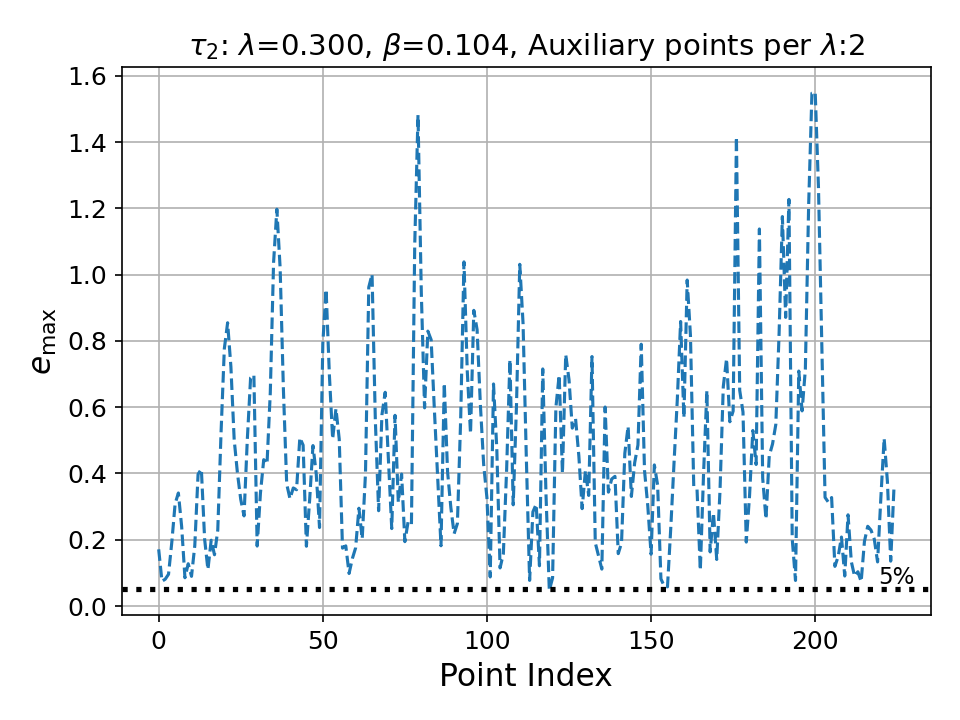 τ₂: λ=0.300, β=0.104, Auxiliary points per λ:2
1.6
1.4
1.2
1.0
0.8
0.6
0.4
0.2
0.0
e_max
5%
0 50 100 150 200
Point Index